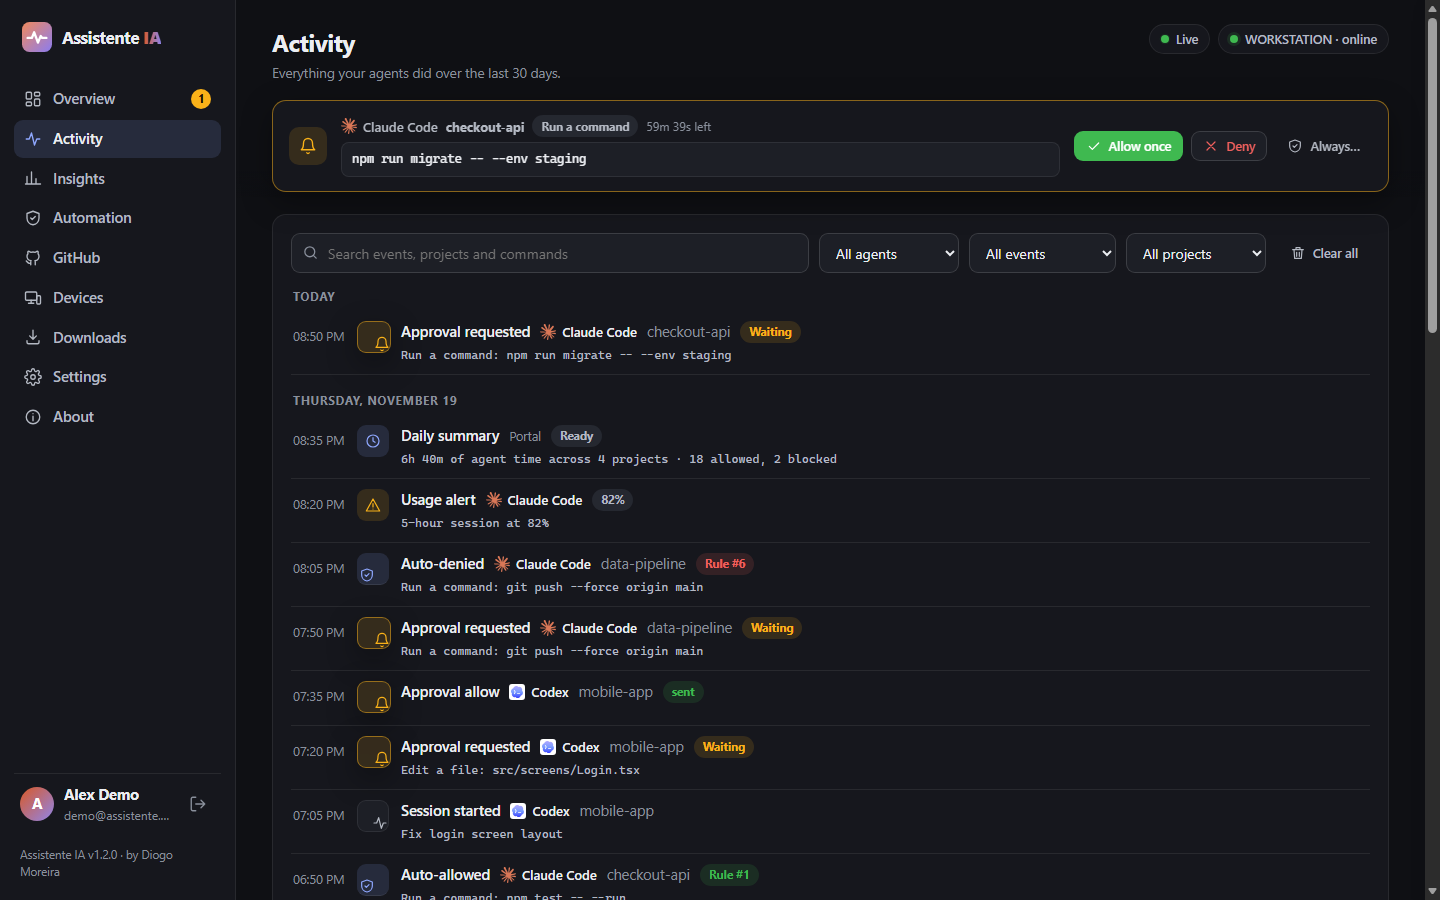 Assistente IA
Overview 1
Activity
Insights
Automation
GitHub
Devices
Downloads
Settings
About
A
Alex Demo
demo@assistente....
Assistente IA v1.2.0 · by Diogo
Moreira
Activity
Everything your agents did over the last 30 days.
Live
WORKSTATION · online
Claude Code checkout-api Run a command 59m 39s left
npm run migrate -- --env staging
Allow once
Deny
Always...
Search events, projects and commands
All agents
All events
All projects
Clear all
TODAY
08:50 PM Approval requested Claude Code checkout-api Waiting
Run a command: npm run migrate -- --env staging
THURSDAY, NOVEMBER 19
08:35 PM Daily summary Portal Ready
6h 40m of agent time across 4 projects · 18 allowed, 2 blocked
08:20 PM Usage alert Claude Code 82%
5-hour session at 82%
08:05 PM Auto-denied Claude Code data-pipeline Rule #6
Run a command: git push --force origin main
07:50 PM Approval requested Claude Code data-pipeline Waiting
Run a command: git push --force origin main
07:35 PM Approval allow Codex mobile-app sent
07:20 PM Approval requested Codex mobile-app Waiting
Edit a file: src/screens/Login.tsx
07:05 PM Session started Codex mobile-app
Fix login screen layout
06:50 PM Auto-allowed Claude Code checkout-api Rule #1
Run a command: npm test -- --run